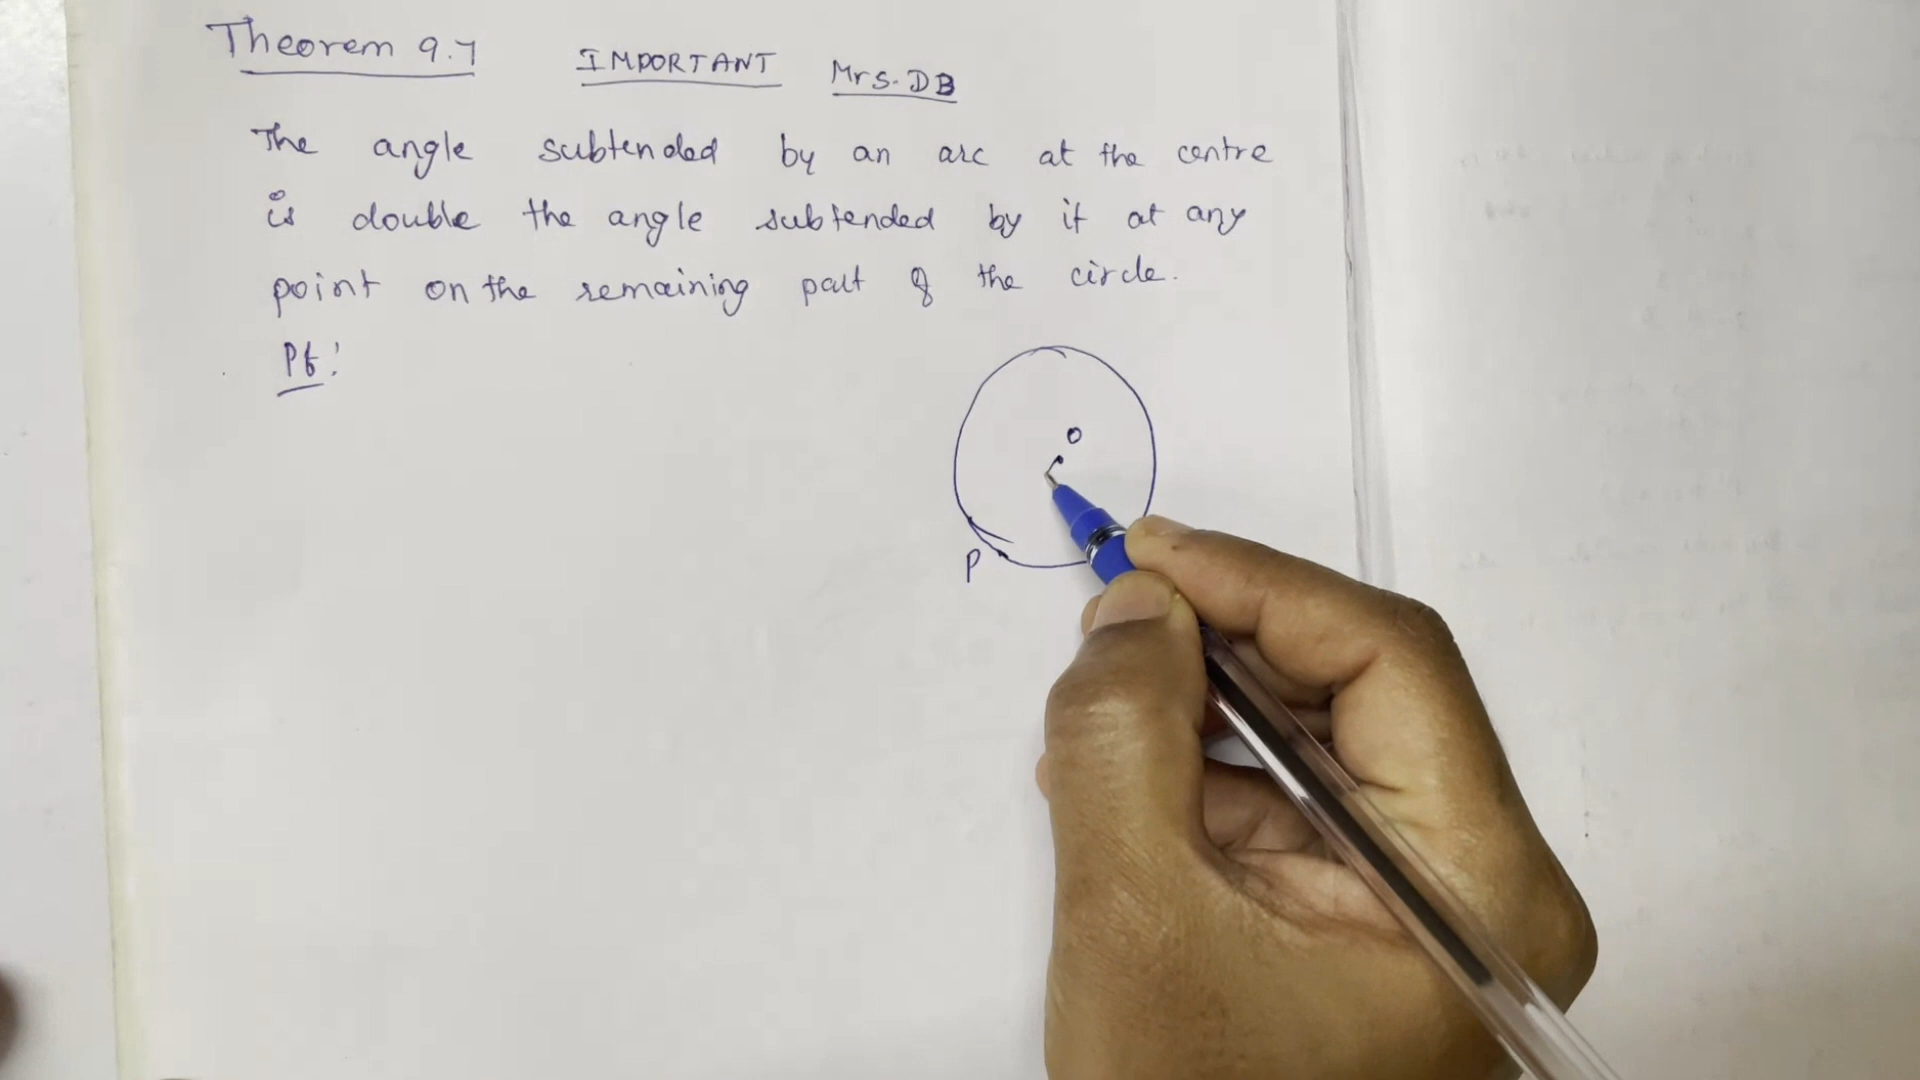 Theorem 9.7 IMPORTANT Mrs. DB
The angle subtended by an arc at the centre
is double the angle subtended by it at any
point on the remaining part of the circle.
Pf:
O
P